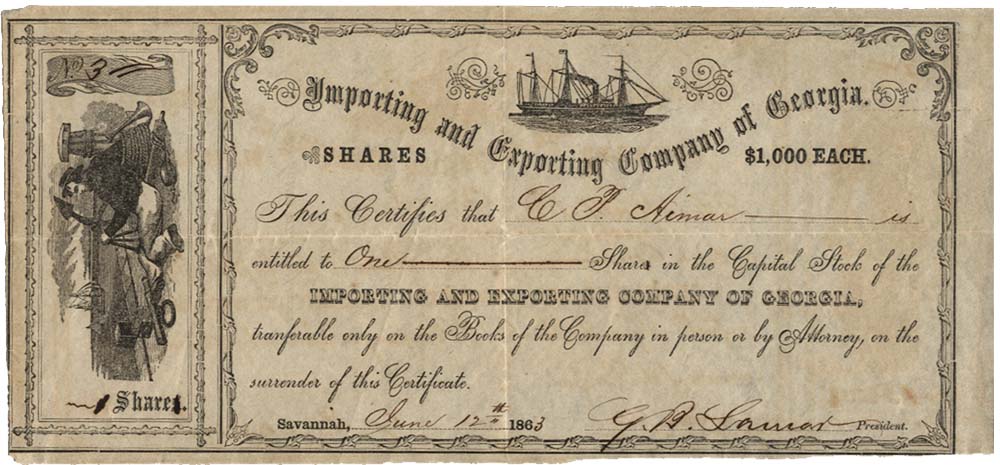 No. 3
Importing and Exporting Company of Georgia.
SHARES $1,000 EACH.
This Certifies that C P. Aimar is
entitled to One Share in the Capital Stock of the
IMPORTING AND EXPORTING COMPANY OF GEORGIA,
tranferable only on the Books of the Company in person or by Attorney, on the
surrender of this Certificate.
1 Shares.
Savannah, June 12th 1863 G. B. Lamar President.